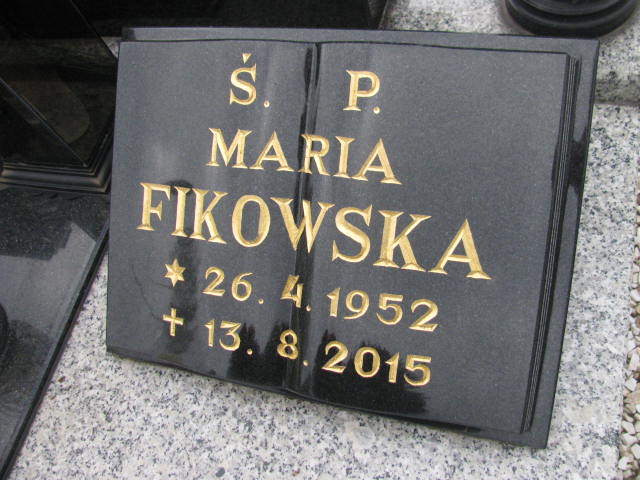 Ś. P.
MARIA
FIKOWSKA
* 26. 4. 1952
+ 13. 8. 2015